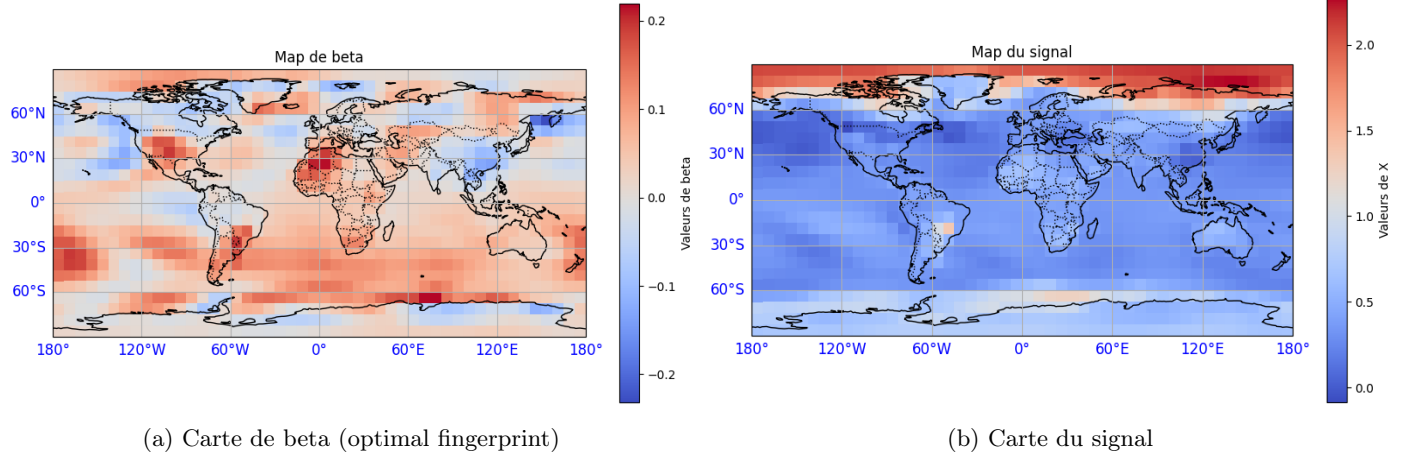 Map de beta
60°N
30°N
0°
30°S
60°S
180°
120°W
60°W
0°
60°E
120°E
180°
0.2
0.1
0.0
−0.1
−0.2
Valeurs de beta
(a) Carte de beta (optimal fingerprint)
Map du signal
60°N
30°N
0°
30°S
60°S
180°
120°W
60°W
0°
60°E
120°E
180°
2.0
1.5
1.0
0.5
0.0
Valeurs de X
(b) Carte du signal